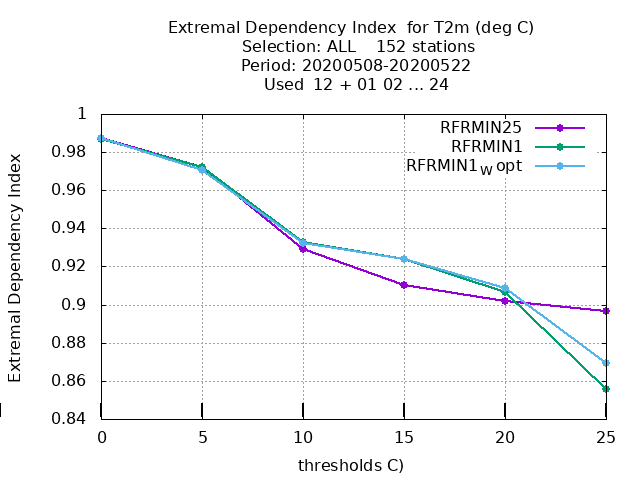 Extremal Dependency Index for T2m (deg C)
Selection: ALL 152 stations
Period: 20200508-20200522
Used 12 + 01 02 ... 24
RFRMIN25
RFRMIN1
RFRMIN1w opt
Extremal Dependency Index
1
0.98
0.96
0.94
0.92
0.9
0.88
0.86
0.84
0 5 10 15 20 25
thresholds C)